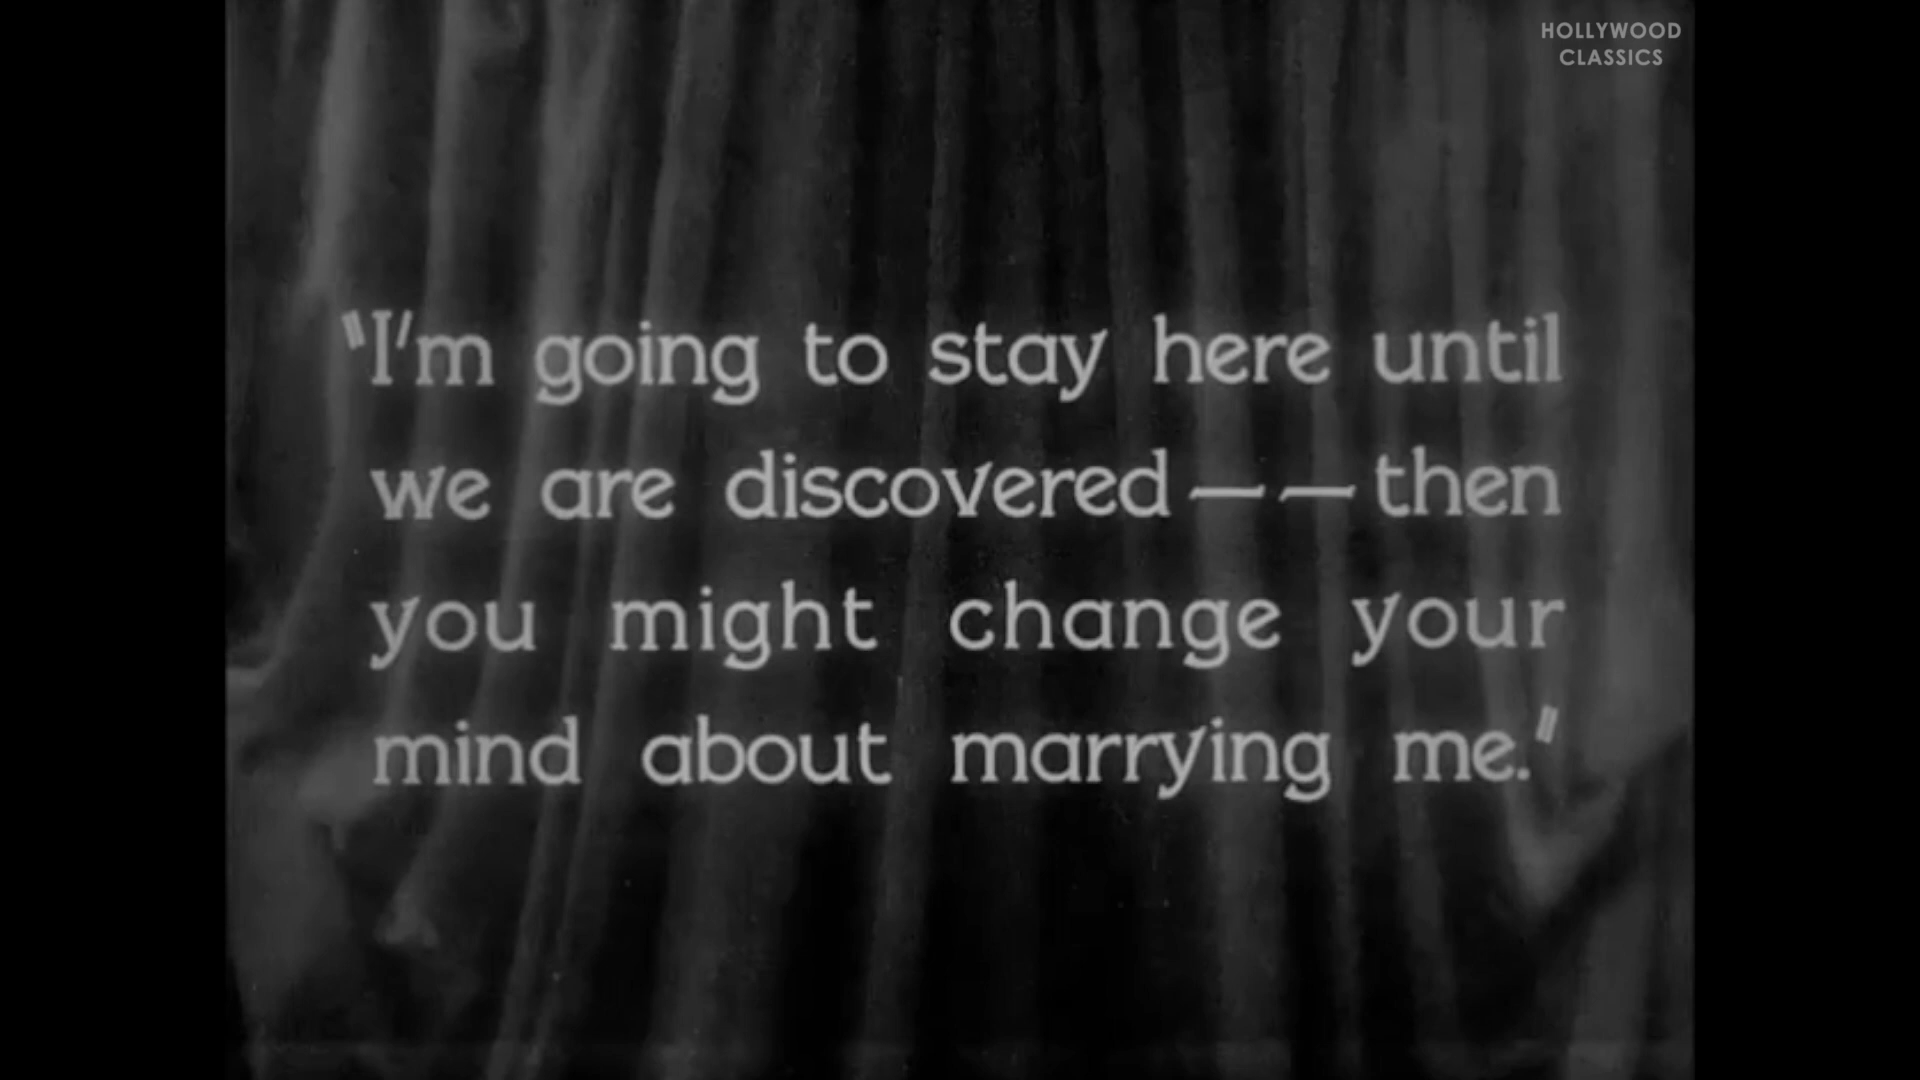 HOLLYWOOD
CLASSICS
"I'm going to stay here until
we are discovered — — then
you might change your
mind about marrying me."